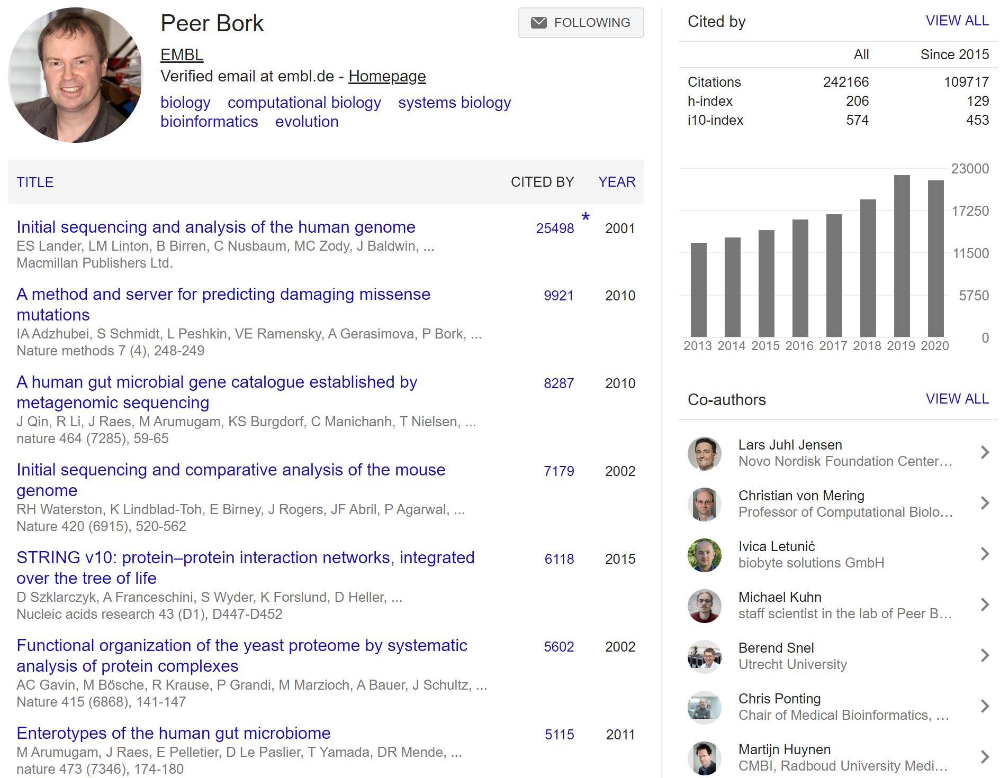 Peer Bork
FOLLOWING
EMBL
Verified email at embl.de - Homepage
biology computational biology systems biology
bioinformatics evolution
TITLE CITED BY YEAR
Initial sequencing and analysis of the human genome 25498 * 2001
ES Lander, LM Linton, B Birren, C Nusbaum, MC Zody, J Baldwin, ...
Macmillan Publishers Ltd.
A method and server for predicting damaging missense 9921 2010
mutations
IA Adzhubei, S Schmidt, L Peshkin, VE Ramensky, A Gerasimova, P Bork, ...
Nature methods 7 (4), 248-249
A human gut microbial gene catalogue established by 8287 2010
metagenomic sequencing
J Qin, R Li, J Raes, M Arumugam, KS Burgdorf, C Manichanh, T Nielsen, ...
nature 464 (7285), 59-65
Initial sequencing and comparative analysis of the mouse 7179 2002
genome
RH Waterston, K Lindblad-Toh, E Birney, J Rogers, JF Abril, P Agarwal, ...
Nature 420 (6915), 520-562
STRING v10: protein–protein interaction networks, integrated 6118 2015
over the tree of life
D Szklarczyk, A Franceschini, S Wyder, K Forslund, D Heller, ...
Nucleic acids research 43 (D1), D447-D452
Functional organization of the yeast proteome by systematic 5602 2002
analysis of protein complexes
AC Gavin, M Bösche, R Krause, P Grandi, M Marzioch, A Bauer, J Schultz, ...
Nature 415 (6868), 141-147
Enterotypes of the human gut microbiome 5115 2011
M Arumugam, J Raes, E Pelletier, D Le Paslier, T Yamada, DR Mende, ...
nature 473 (7346), 174-180
Cited by VIEW ALL
All Since 2015
Citations 242166 109717
h-index 206 129
i10-index 574 453
23000
17250
11500
5750
0
2013 2014 2015 2016 2017 2018 2019 2020
Co-authors VIEW ALL
Lars Juhl Jensen
Novo Nordisk Foundation Center…
Christian von Mering
Professor of Computational Biolo…
Ivica Letunić
biobyte solutions GmbH
Michael Kuhn
staff scientist in the lab of Peer B…
Berend Snel
Utrecht University
Chris Ponting
Chair of Medical Bioinformatics, …
Martijn Huynen
CMBI, Radboud University Medi…